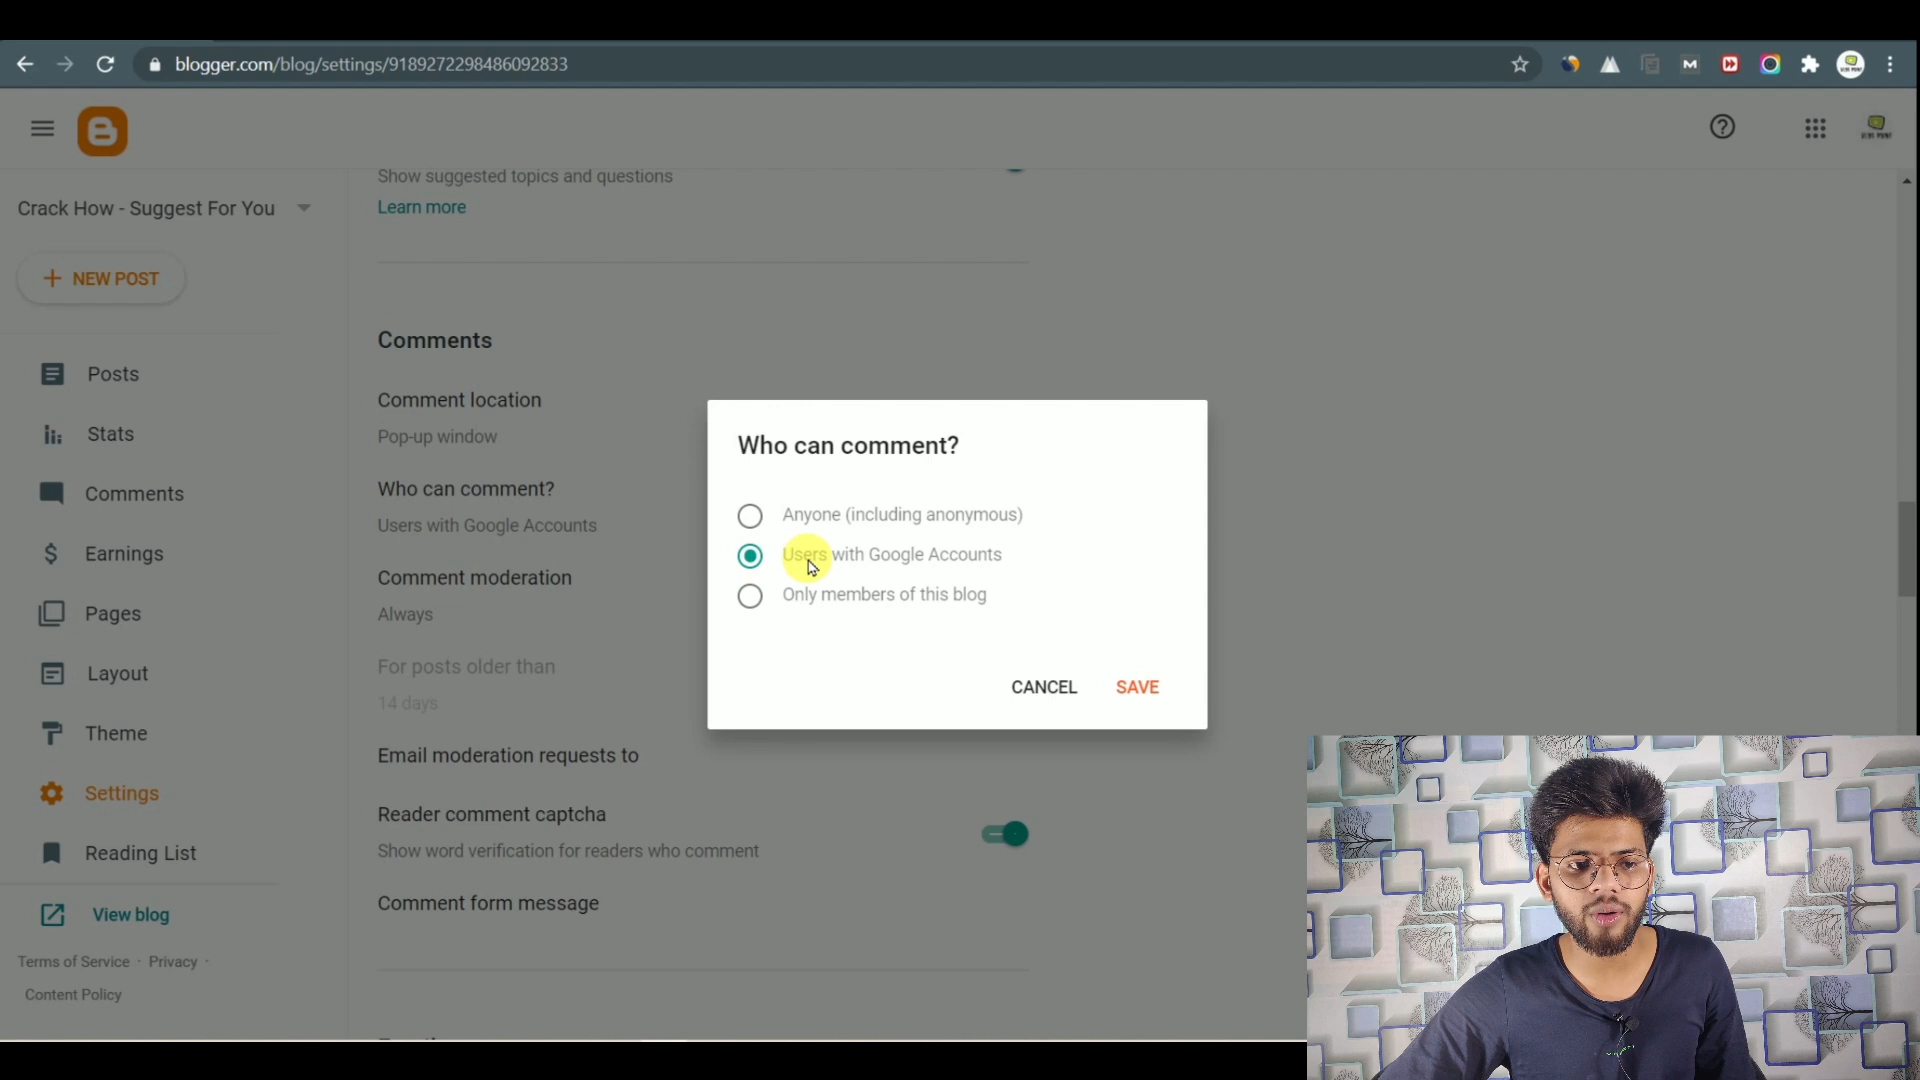 blogger.com/blog/settings/9189272298486092833
Show suggested topics and questions
Learn more
Crack How - Suggest For You
NEW POST
Comments
Posts
Comment location
Pop-up window
Stats
Who can comment?
Comments
Who can comment?
Users with Google Accounts
Anyone (including anonymous)
Users with Google Accounts
Only members of this blog
CANCEL
SAVE
Earnings
Comment moderation
Always
Pages
For posts older than
14 days
Layout
Theme
Email moderation requests to
Settings
Reader comment captcha
Show word verification for readers who comment
Reading List
Comment form message
View blog
Terms of Service · Privacy ·
Content Policy